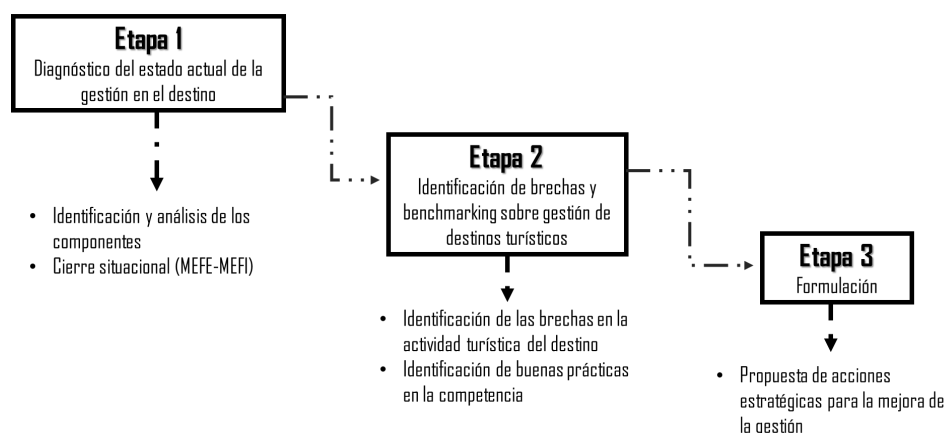 Etapa 1
Diagnóstico del estado actual de la
gestión en el destino
• Identificación y análisis de los
componentes
• Cierre situacional (MEFE-MEFI)
Etapa 2
Identificación de brechas y
benchmarking sobre gestión de
destinos turísticos
• Identificación de las brechas en la
actividad turística del destino
• Identificación de buenas prácticas
en la competencia
Etapa 3
Formulación
• Propuesta de acciones
estratégicas para la mejora de
la gestión